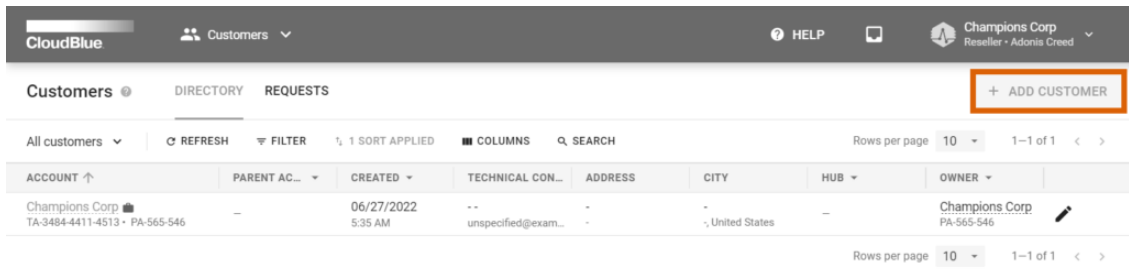 CloudBlue
Customers
HELP
Champions Corp
Reseller • Adonis Creed
Customers
DIRECTORY
REQUESTS
+ ADD CUSTOMER
All customers
REFRESH
FILTER
1 SORT APPLIED
COLUMNS
SEARCH
Rows per page 10
1–1 of 1
ACCOUNT
PARENT AC...
CREATED
TECHNICAL CON...
ADDRESS
CITY
HUB
OWNER
Champions Corp
TA-3484-4411-4513 • PA-565-546
–
06/27/2022
5:35 AM
- -
unspecified@exam...
-
-
-, United States
–
Champions Corp
PA-565-546
Rows per page 10
1–1 of 1